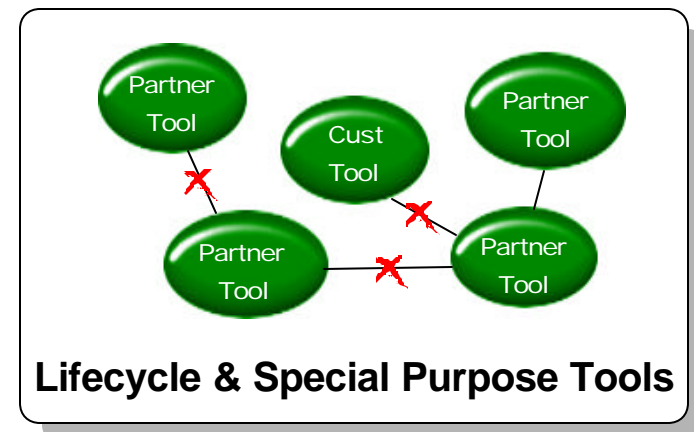 Partner
Tool
Cust
Tool
Partner
Tool
Partner
Tool
Partner
Tool
Lifecycle & Special Purpose Tools